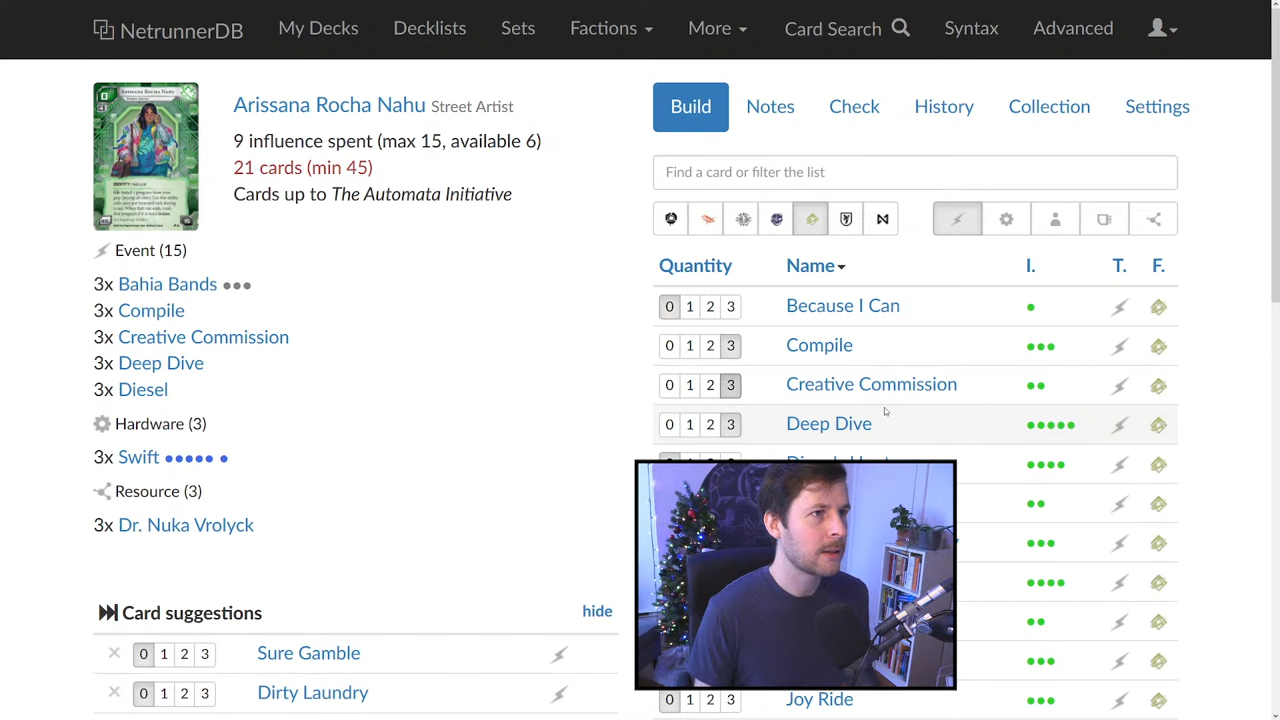 NetrunnerDB My Decks Decklists Sets Factions More Card Search Syntax Advanced
Arissana Rocha Nahu Street Artist
9 influence spent (max 15, available 6)
21 cards (min 45)
Cards up to The Automata Initiative
Event (15)
3x Bahia Bands
3x Compile
3x Creative Commission
3x Deep Dive
3x Diesel
Hardware (3)
3x Swift
Resource (3)
3x Dr. Nuka Vrolyck
Card suggestions hide
0 1 2 3 Sure Gamble
0 1 2 3 Dirty Laundry
Build Notes Check History Collection Settings
Find a card or filter the list
Quantity Name I. T. F.
0 1 2 3 Because I Can
0 1 2 3 Compile
0 1 2 3 Creative Commission
0 1 2 3 Deep Dive
0 1 2 3 Joy Ride